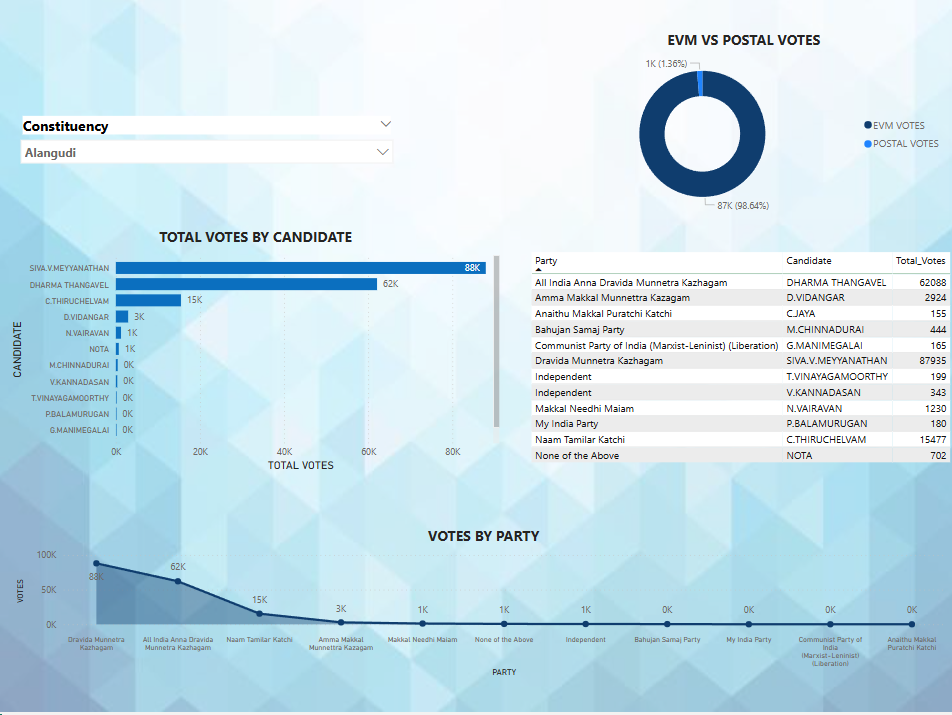 EVM VS POSTAL VOTES
1K (1.36%)
EVM VOTES
POSTAL VOTES
87K (98.64%)
Constituency
Alangudi
TOTAL VOTES BY CANDIDATE
CANDIDATE
SIVA.V.MEYYANATHAN 88K
DHARMA THANGAVEL 62K
C.THIRUCHELVAM 15K
D.VIDANGAR 3K
N.VAIRAVAN 1K
NOTA 1K
M.CHINNADURAI 0K
V.KANNADASAN 0K
T.VINAYAGAMOORTHY 0K
P.BALAMURUGAN 0K
G.MANIMEGALAI 0K
0K 20K 40K 60K 80K
TOTAL VOTES
Party Candidate Total_Votes
All India Anna Dravida Munnetra Kazhagam DHARMA THANGAVEL 62088
Amma Makkal Munnettra Kazagam D.VIDANGAR 2924
Anaithu Makkal Puratchi Katchi C.JAYA 155
Bahujan Samaj Party M.CHINNADURAI 444
Communist Party of India (Marxist-Leninist) (Liberation) G.MANIMEGALAI 165
Dravida Munnetra Kazhagam SIVA.V.MEYYANATHAN 87935
Independent T.VINAYAGAMOORTHY 199
Independent V.KANNADASAN 343
Makkal Needhi Maiam N.VAIRAVAN 1230
My India Party P.BALAMURUGAN 180
Naam Tamilar Katchi C.THIRUCHELVAM 15477
None of the Above NOTA 702
VOTES BY PARTY
VOTES
100K
50K
0K
88K 62K 15K 3K 1K 1K 1K 0K 0K 0K 0K
Dravida Munnetra All India Anna Dravida Naam Tamilar Katchi Amma Makkal Makkal Needhi Maiam None of the Above Independent Bahujan Samaj Party My India Party Communist Party of Anaithu Makkal
Kazhagam Munnetra Kazhagam Munnettra Kazagam India Puratchi Katchi
(Marxist-Leninist)
(Liberation)
PARTY